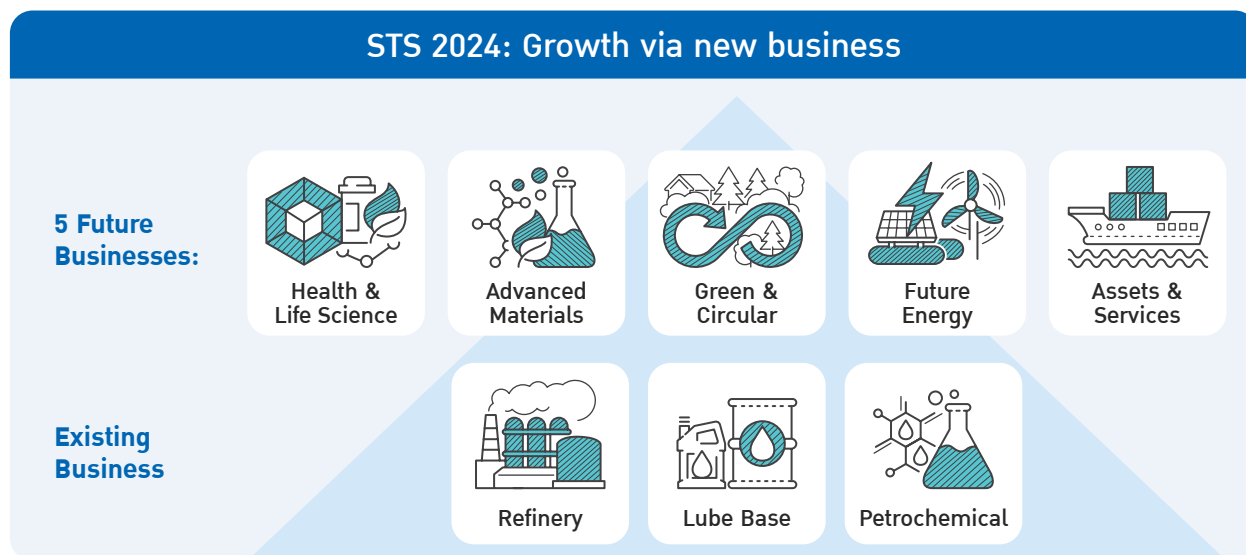 STS 2024: Growth via new business
5 Future
Businesses:
Health &
Life Science
Advanced
Materials
Green &
Circular
Future
Energy
Assets &
Services
Existing
Business
Refinery
Lube Base
Petrochemical